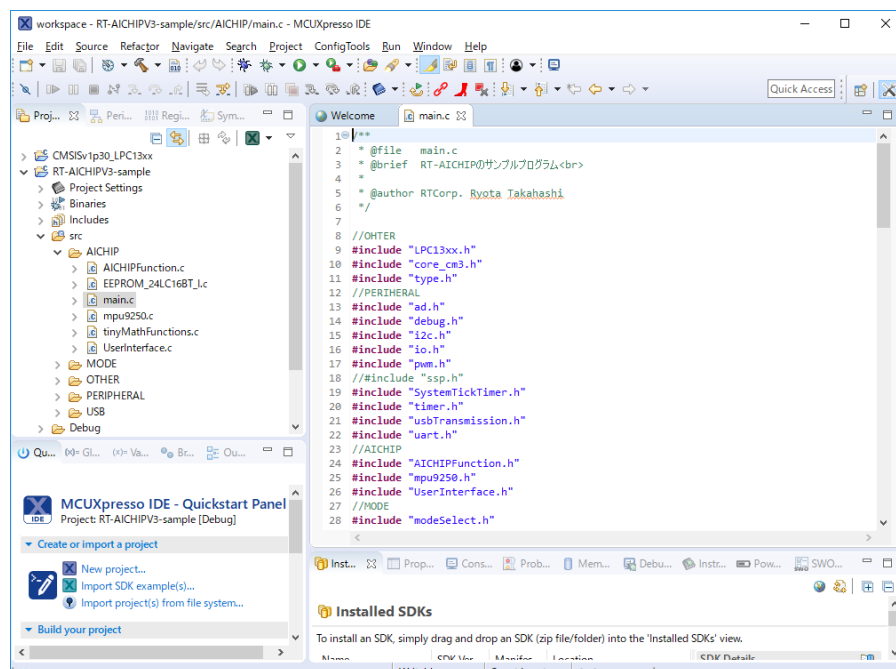 workspace - RT-AICHIPV3-sample/src/AICHIP/main.c - MCUXpresso IDE
File Edit Source Refactor Navigate Search Project ConfigTools Run Window Help
Quick Access
Proj... Peri... Regi... Sym...
CMSISv1p30_LPC13xx
RT-AICHIPV3-sample
Project Settings
Binaries
Includes
src
AICHIP
AICHIPFunction.c
EEPROM_24LC16BT_I.c
main.c
mpu9250.c
tinyMathFunctions.c
UserInterface.c
MODE
OTHER
PERIPHERAL
USB
Debug
Welcome main.c
1 /**
2 * @file main.c
3 * @brief RT-AICHIPのサンプルプログラム<br>
4 *
5 * @author RTCorp. Ryota Takahashi
6 */
7
8 //OHTER
9 #include "LPC13xx.h"
10 #include "core_cm3.h"
11 #include "type.h"
12 //PERIHERAL
13 #include "ad.h"
14 #include "debug.h"
15 #include "i2c.h"
16 #include "io.h"
17 #include "pwm.h"
18 //#include "ssp.h"
19 #include "SystemTickTimer.h"
20 #include "timer.h"
21 #include "usbTransmission.h"
22 #include "uart.h"
23 //AICHIP
24 #include "AICHIPFunction.h"
25 #include "mpu9250.h"
26 #include "UserInterface.h"
27 //MODE
28 #include "modeSelect.h"
Qu... (x)= Gl... (x)= Va... Br... Ou...
IDE
MCUXpresso IDE - Quickstart Panel
Project: RT-AICHIPV3-sample [Debug]
Create or import a project
New project...
Import SDK example(s)...
Import project(s) from file system...
Build your project
Inst... Prop... Cons... Prob... Mem... Debu... Instr... Pow... SWO...
Installed SDKs
To install an SDK, simply drag and drop an SDK (zip file/folder) into the 'Installed SDKs' view.
Name SDK Ver Manifes Location SDK Details